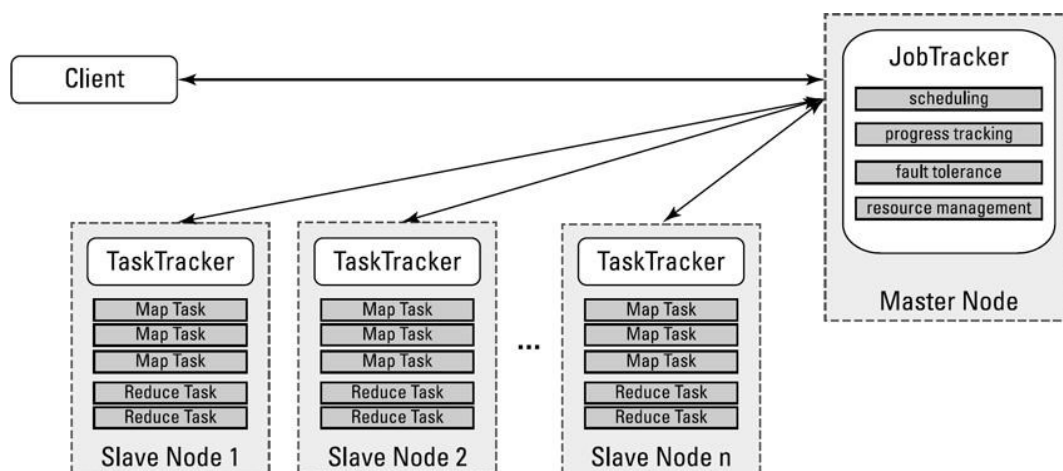 Client
JobTracker
scheduling
progress tracking
fault tolerance
resource management
Master Node
TaskTracker
Map Task
Map Task
Map Task
Reduce Task
Reduce Task
Slave Node 1
TaskTracker
Map Task
Map Task
Map Task
Reduce Task
Reduce Task
Slave Node 2
...
TaskTracker
Map Task
Map Task
Map Task
Reduce Task
Reduce Task
Slave Node n